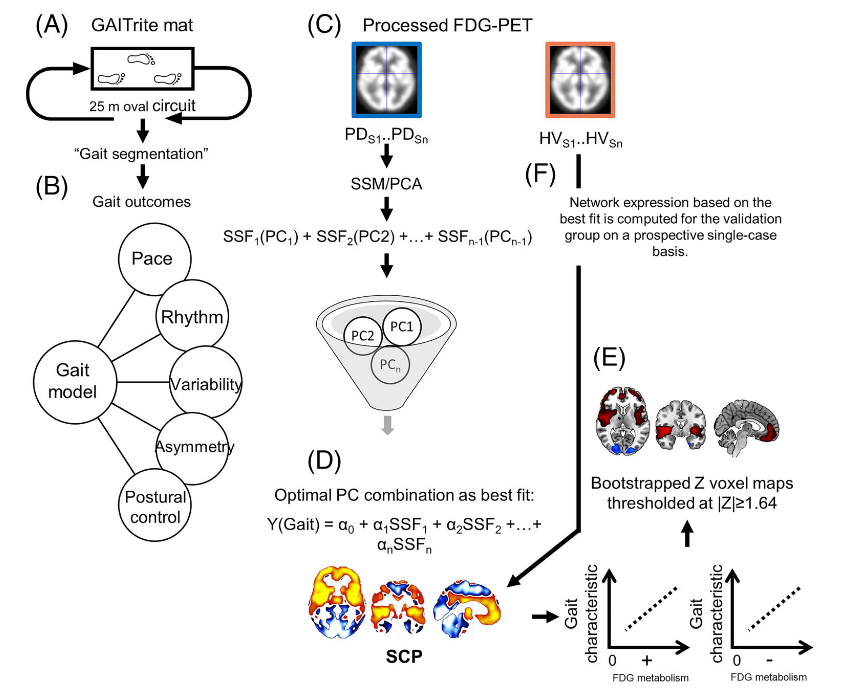 (A) GAITrite mat
25 m oval circuit
“Gait segmentation”
(B)
Gait outcomes
Pace
Rhythm
Gait
model
Variability
Asymmetry
Postural
control
(C) Processed FDG-PET
PD_S1..PD_Sn
HV_S1..HV_Sn
SSM/PCA
SSF₁(PC₁) + SSF₂(PC2) +…+ SSFₙ₋₁(PCₙ₋₁)
PC2
PC1
PCₙ
(F)
Network expression based on the
best fit is computed for the validation
group on a prospective single-case
basis.
(D)
Optimal PC combination as best fit:
Y(Gait) = α₀ + α₁SSF₁ + α₂SSF₂ +…+
αₙSSFₙ
SCP
(E)
Bootstrapped Z voxel maps
thresholded at |Z|≥1.64
Gait
characteristic
0 +
FDG metabolism
Gait
characteristic
0 -
FDG metabolism